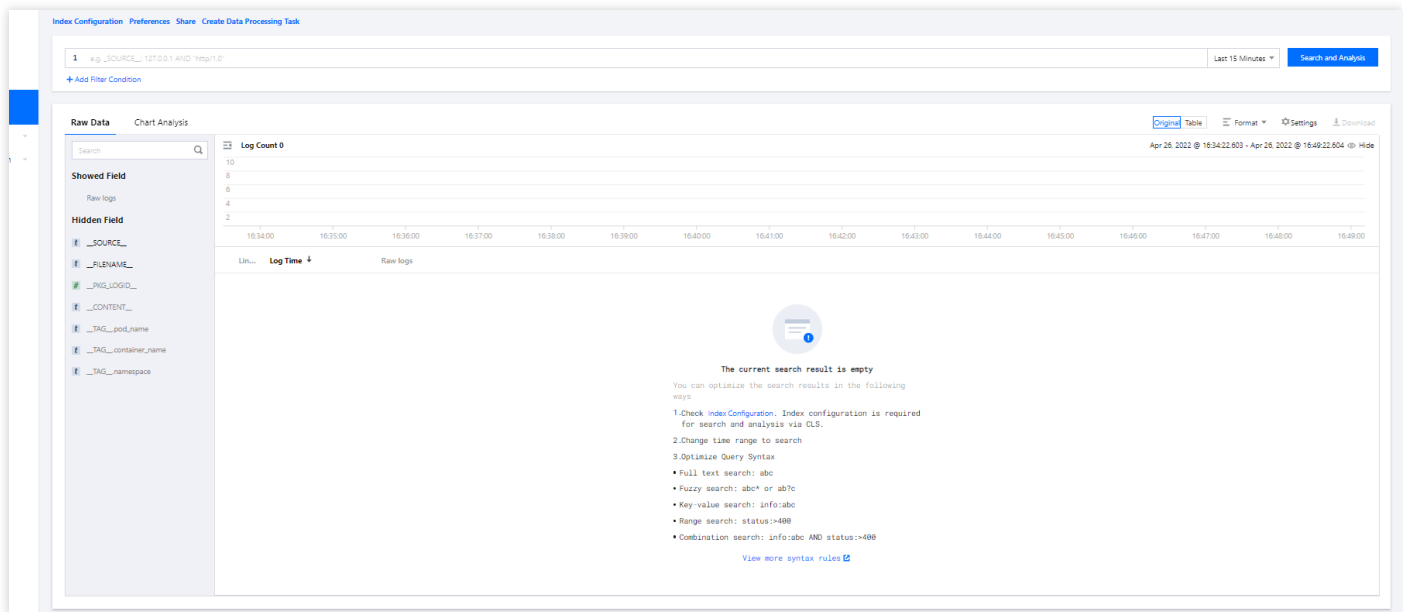 Index Configuration Preferences Share Create Data Processing Task
1 e.g. _SOURCE__: 127.0.0.1 AND "http/1.0" Last 15 Minutes Search and Analysis
+ Add Filter Condition
Raw Data Chart Analysis Original Table Format Settings Download
Search Log Count 0 Apr 26, 2022 @ 16:34:22.603 - Apr 26, 2022 @ 16:49:22.604 Hide
10
Showed Field 8
6
Raw logs 4
Hidden Field 2
16:34:00 16:35:00 16:36:00 16:37:00 16:38:00 16:39:00 16:40:00 16:41:00 16:42:00 16:43:00 16:44:00 16:45:00 16:46:00 16:47:00 16:48:00 16:49:00
t __SOURCE__
Lin... Log Time Raw logs
t __FILENAME__
# __PKG_LOGID__
t __CONTENT__
t __TAG__.pod_name
t __TAG__.container_name
t __TAG__.namespace
The current search result is empty
You can optimize the search results in the following
ways
1.Check Index Configuration. Index configuration is required
for search and analysis via CLS.
2.Change time range to search
3.Optimize Query Syntax
• Full text search: abc
• Fuzzy search: abc* or ab?c
• Key-value search: info:abc
• Range search: status:>400
• Combination search: info:abc AND status:>400
View more syntax rules